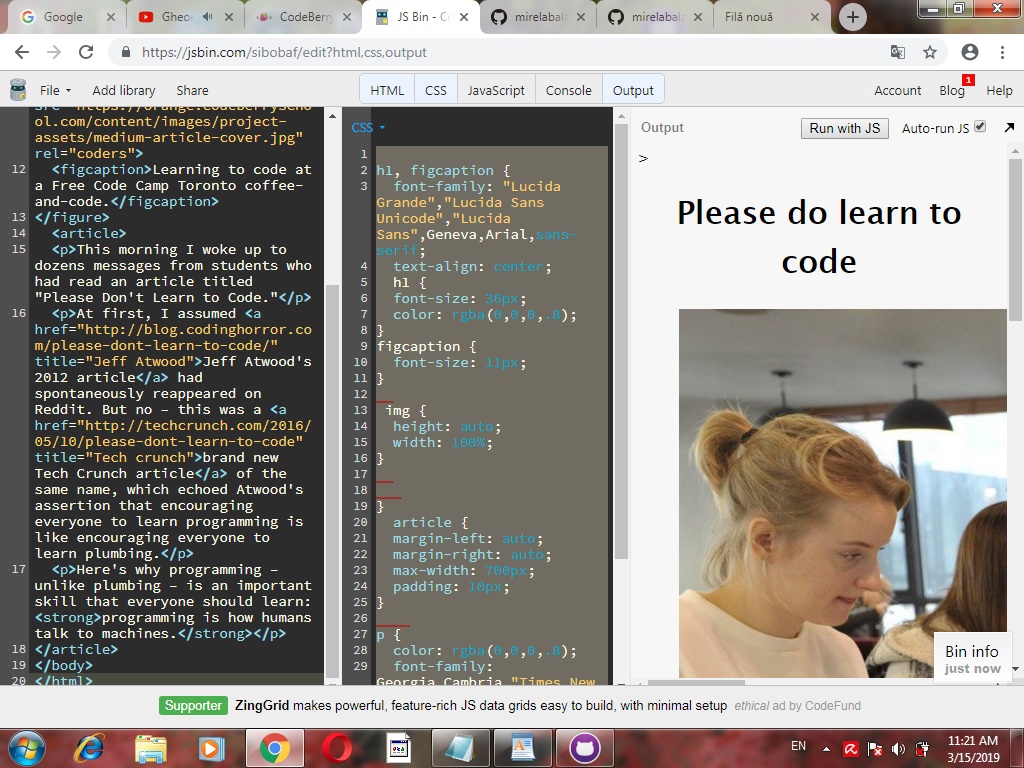 Google
Gheor
CodeBerry
JS Bin - Co
mirelabala
mirelabala
Filă nouă
https://jsbin.com/sibobaf/edit?html,css,output
File
Add library
Share
HTML
CSS
JavaScript
Console
Output
Account
Blog
1
Help
src="https://orange.codeberryscho
ol.com/content/images/project-
assets/medium-article-cover.jpg"
rel="coders">
12 <figcaption>Learning to code at
a Free Code Camp Toronto coffee-
and-code.</figcaption>
13 </figure>
14 <article>
15 <p>This morning I woke up to
dozens messages from students who
had read an article titled
"Please Don't Learn to Code."</p>
16 <p>At first, I assumed <a
href="http://blog.codinghorror.co
m/please-dont-learn-to-code/"
title="Jeff Atwood">Jeff Atwood's
2012 article</a> had
spontaneously reappeared on
Reddit. But no – this was a <a
href="http://techcrunch.com/2016/
05/10/please-dont-learn-to-code"
title="Tech crunch">brand new
Tech Crunch article</a> of the
same name, which echoed Atwood's
assertion that encouraging
everyone to learn programming is
like encouraging everyone to
learn plumbing.</p>
17 <p>Here's why programming –
unlike plumbing – is an important
skill that everyone should learn:
<strong>programming is how humans
talk to machines.</strong></p>
18 </article>
19 </body>
20 </html>
CSS
1
2 h1, figcaption {
3 font-family: "Lucida
Grande","Lucida Sans
Unicode","Lucida
Sans",Geneva,Arial,sans-
serif;
4 text-align: center;
5 h1 {
6 font-size: 36px;
7 color: rgba(0,0,0,.8);
8 }
9 figcaption {
10 font-size: 11px;
11 }
12
13 img {
14 height: auto;
15 width: 100%;
16 }
17
18
19 }
20 article {
21 margin-left: auto;
22 margin-right: auto;
23 max-width: 700px;
24 padding: 10px;
25 }
26
27 p {
28 color: rgba(0,0,0,.8);
29 font-family:
Georgia,Cambria,"Times New
Output
Run with JS
Auto-run JS
>
Please do learn to
code
Bin info
just now
Supporter
ZingGrid makes powerful, feature-rich JS data grids easy to build, with minimal setup ethical ad by CodeFund
EN
11:21 AM
3/15/2019